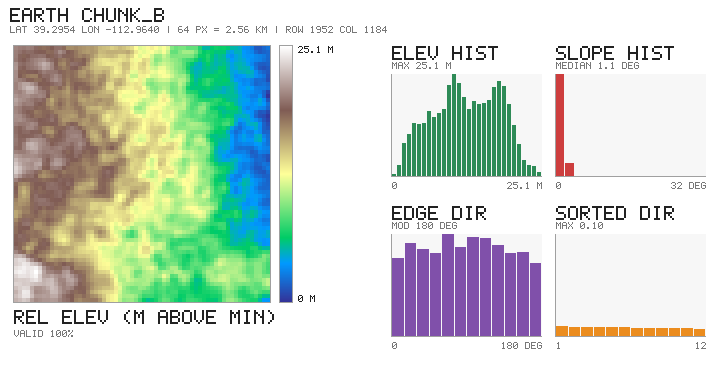 EARTH CHUNK_B
LAT 39.2954 LON -112.9640 | 64 PX = 2.56 KM | ROW 1952 COL 1184
25.1 M
0 M
REL ELEV (M ABOVE MIN)
VALID 100%
ELEV HIST
MAX 25.1 M
0 25.1 M
SLOPE HIST
MEDIAN 1.1 DEG
0 32 DEG
EDGE DIR
MOD 180 DEG
0 180 DEG
SORTED DIR
MAX 0.10
1 12